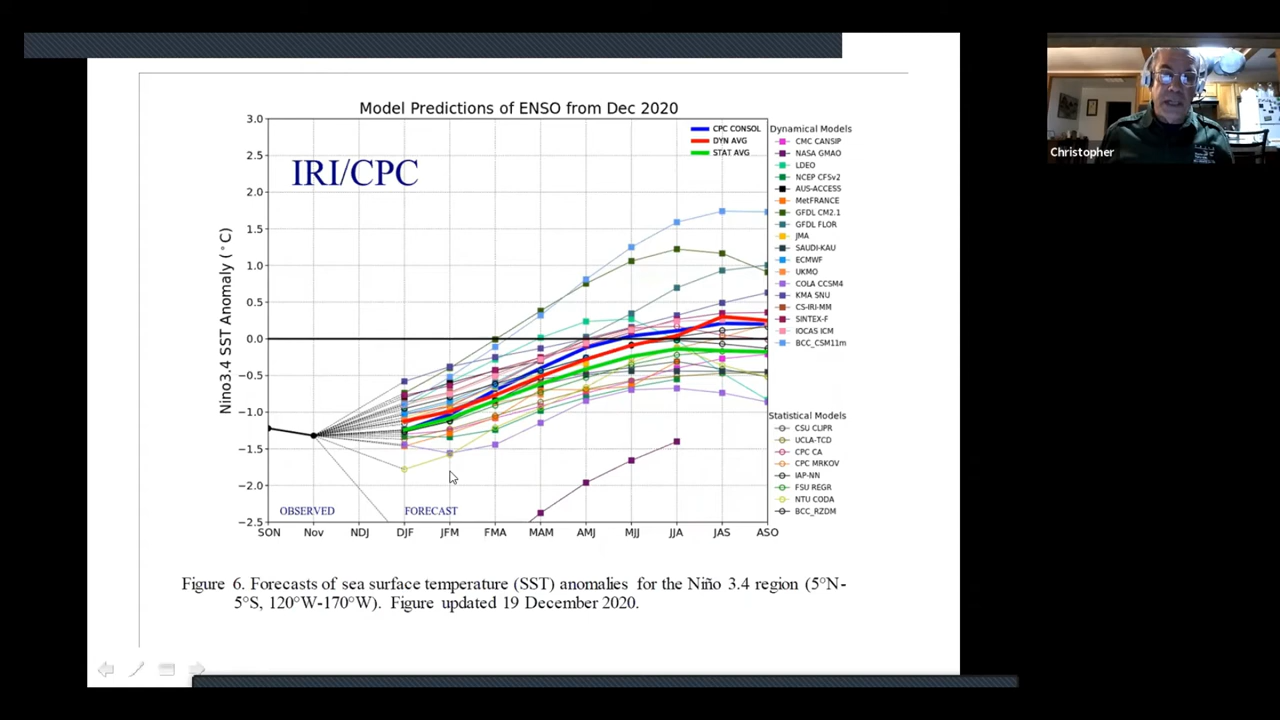 Model Predictions of ENSO from Dec 2020
IRI/CPC
CPC CONSOL
DYN AVG
STAT AVG
Nino3.4 SST Anomaly (°C)
3.0
2.5
2.0
1.5
1.0
0.5
0.0
−0.5
−1.0
−1.5
−2.0
−2.5
OBSERVED
FORECAST
SON Nov NDJ DJF JFM FMA MAM AMJ MJJ JJA JAS ASO
Dynamical Models
CMC CANSIP
NASA GMAO
LDEO
NCEP CFSv2
AUS-ACCESS
MetFRANCE
GFDL CM2.1
GFDL FLOR
JMA
SAUDI-KAU
ECMWF
UKMO
COLA CCSM4
KMA SNU
CS-IRI-MM
SINTEX-F
IOCAS ICM
BCC_CSM11m
Statistical Models
CSU CLIPR
UCLA-TCD
CPC CA
CPC MRKOV
IAP-NN
FSU REGR
NTU CODA
BCC_RZDM
Figure 6. Forecasts of sea surface temperature (SST) anomalies for the Niño 3.4 region (5°N-
5°S, 120°W-170°W). Figure updated 19 December 2020.
Christopher